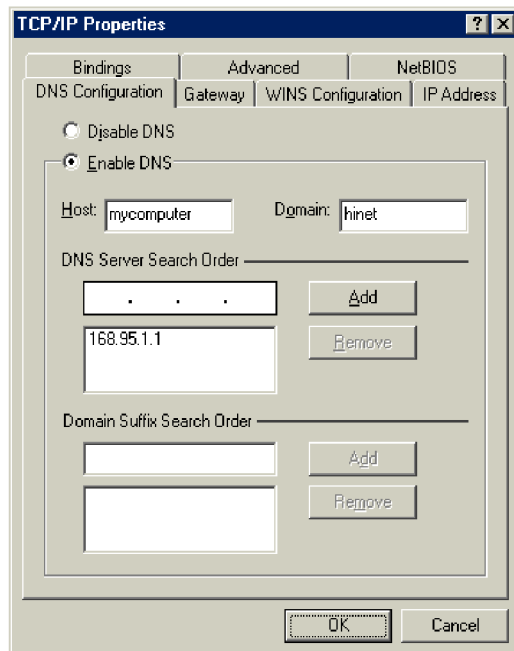 TCP/IP Properties
Bindings Advanced NetBIOS
DNS Configuration Gateway WINS Configuration IP Address
Disable DNS
Enable DNS
Host: mycomputer Domain: hinet
DNS Server Search Order
. . . Add
168.95.1.1 Remove
Domain Suffix Search Order
Add
Remove
OK Cancel